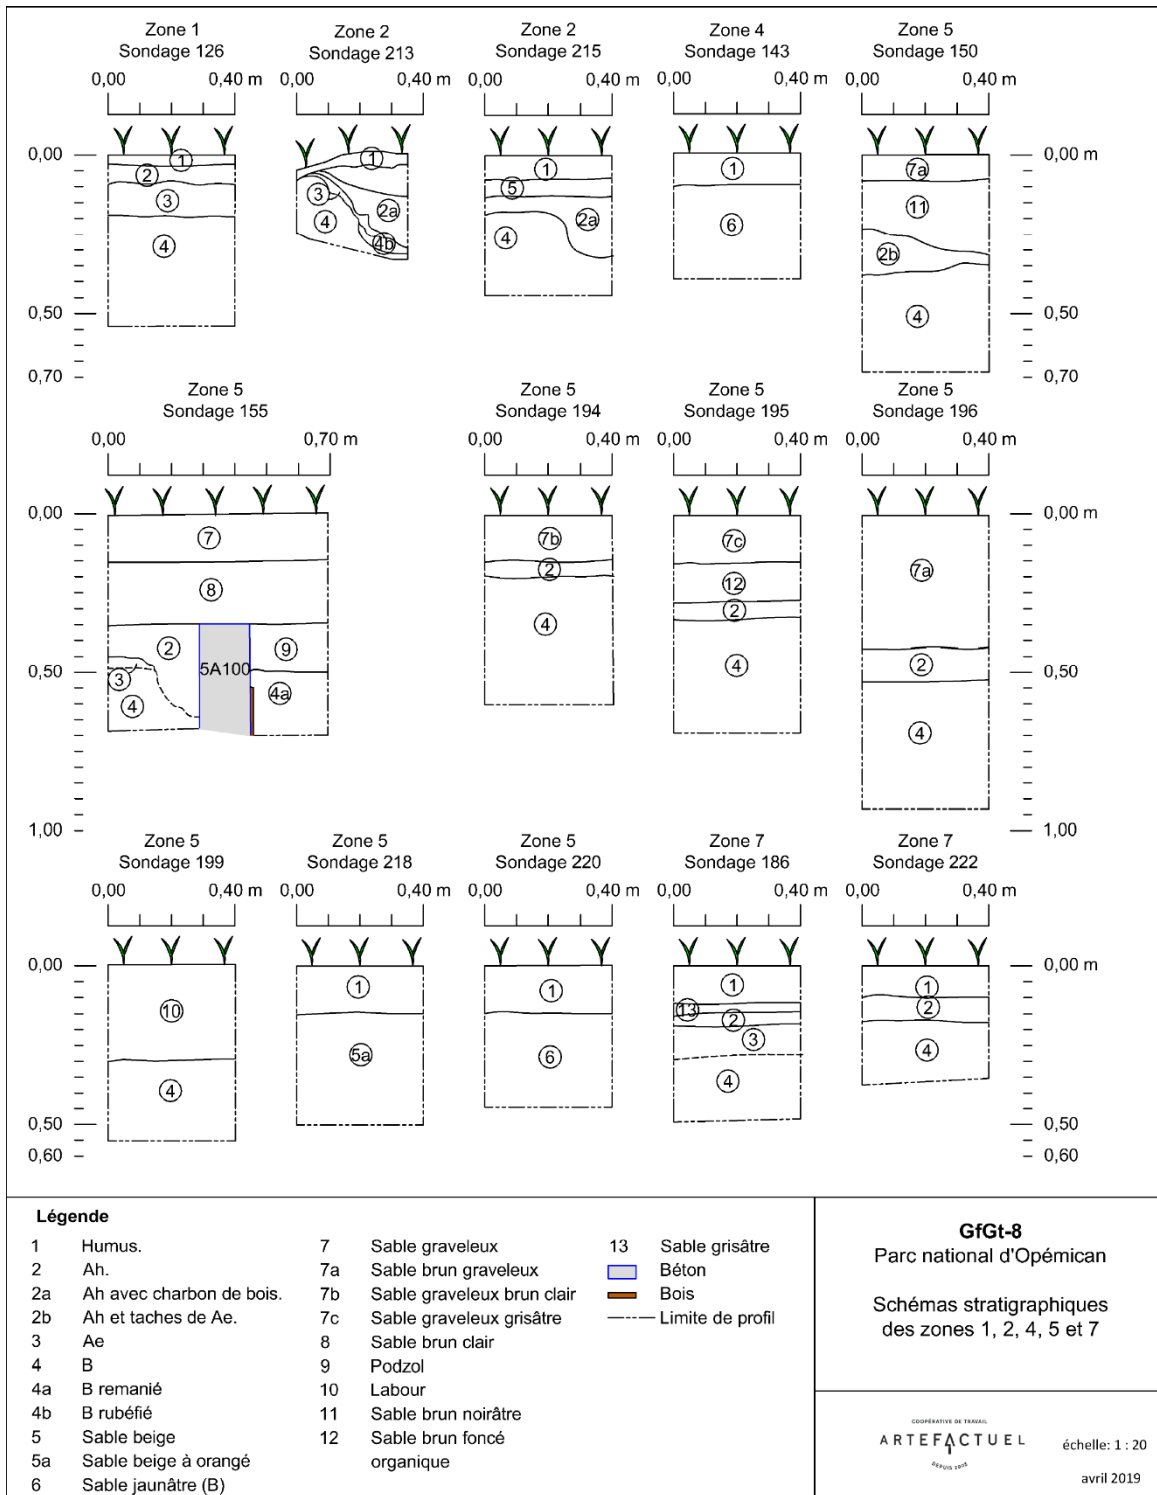 Zone 1
Sondage 126
Zone 2
Sondage 213
Zone 2
Sondage 215
Zone 4
Sondage 143
Zone 5
Sondage 150
0,00 0,40 m 0,00 0,40 m 0,00 0,40 m 0,00 0,40 m 0,00 0,40 m
0,00
0,50
0,70
1
2
3
4
1
3
2a
4
4b
1
5
2a
4
1
6
7a
11
2b
4
0,00 m
0,50
0,70
Zone 5
Sondage 155
Zone 5
Sondage 194
Zone 5
Sondage 195
Zone 5
Sondage 196
0,00 0,70 m 0,00 0,40 m 0,00 0,40 m 0,00 0,40 m
0,00
0,50
1,00
7
8
2
9
5A100
3
4a
4
7b
2
4
7c
12
2
4
7a
2
4
0,00 m
0,50
1,00
Zone 5
Sondage 199
Zone 5
Sondage 218
Zone 5
Sondage 220
Zone 7
Sondage 186
Zone 7
Sondage 222
0,00 0,40 m 0,00 0,40 m 0,00 0,40 m 0,00 0,40 m 0,00 0,40 m
0,00
0,50
0,60
10
4
1
5a
1
6
1
13
2
3
4
1
2
4
0,00 m
0,50
0,60
Légende
1 Humus.
2 Ah.
2a Ah avec charbon de bois.
2b Ah et taches de Ae.
3 Ae
4 B
4a B remanié
4b B rubéfié
5 Sable beige
5a Sable beige à orangé
6 Sable jaunâtre (B)
7 Sable graveleux
7a Sable brun graveleux
7b Sable graveleux brun clair
7c Sable graveleux grisâtre
8 Sable brun clair
9 Podzol
10 Labour
11 Sable brun noirâtre
12 Sable brun foncé
organique
13 Sable grisâtre
Béton
Bois
Limite de profil
GfGt-8
Parc national d'Opémican
Schémas stratigraphiques
des zones 1, 2, 4, 5 et 7
COOPÉRATIVE DE TRAVAIL
ARTEFACTUEL
échelle: 1 : 20
avril 2019